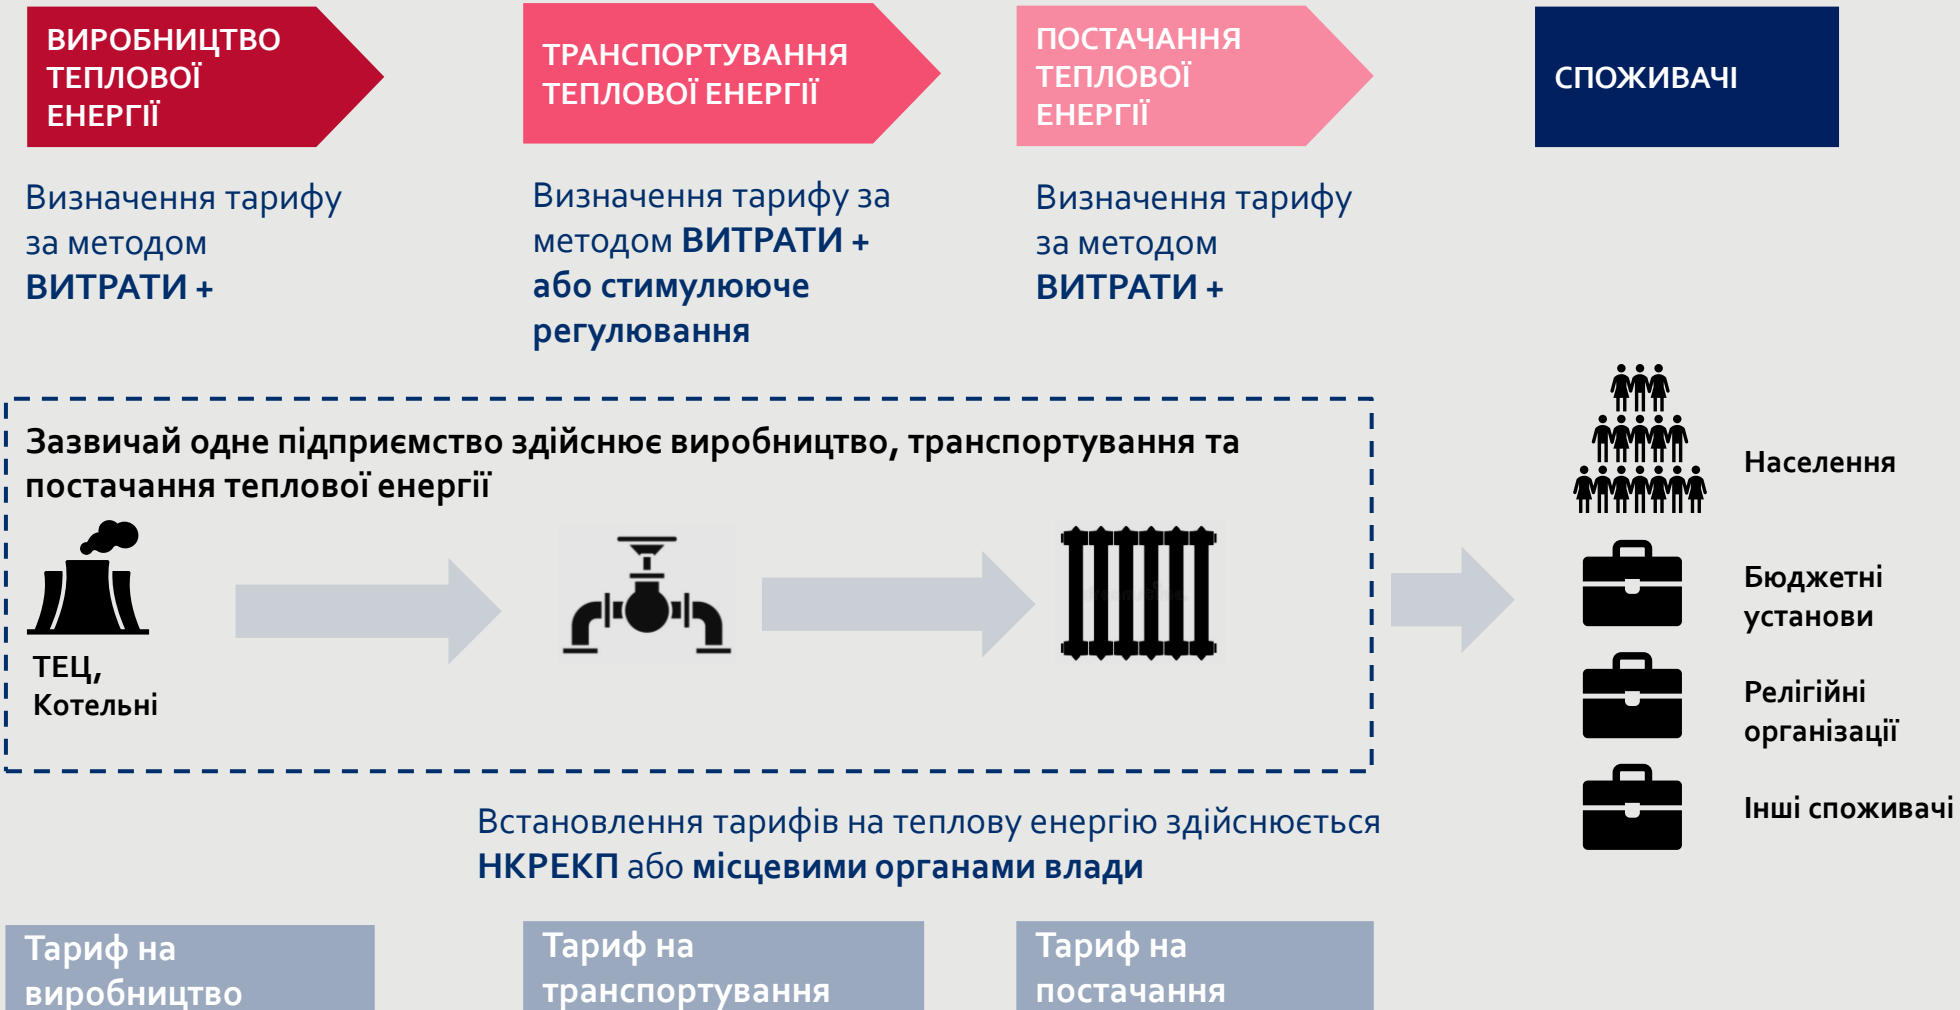 ВИРОБНИЦТВО
ТЕПЛОВОЇ
ЕНЕРГІЇ
ТРАНСПОРТУВАННЯ
ТЕПЛОВОЇ ЕНЕРГІЇ
ПОСТАЧАННЯ
ТЕПЛОВОЇ
ЕНЕРГІЇ
СПОЖИВАЧІ
Визначення тарифу
за методом
ВИТРАТИ +
Визначення тарифу за
методом ВИТРАТИ +
або стимулююче
регулювання
Визначення тарифу
за методом
ВИТРАТИ +
Зазвичай одне підприємство здійснює виробництво, транспортування та
постачання теплової енергії
ТЕЦ,
Котельні
Населення
Бюджетні
установи
Релігійні
організації
Інші споживачі
Встановлення тарифів на теплову енергію здійснюється
НКРЕКП або місцевими органами влади
Тариф на
виробництво
Тариф на
транспортування
Тариф на
постачання